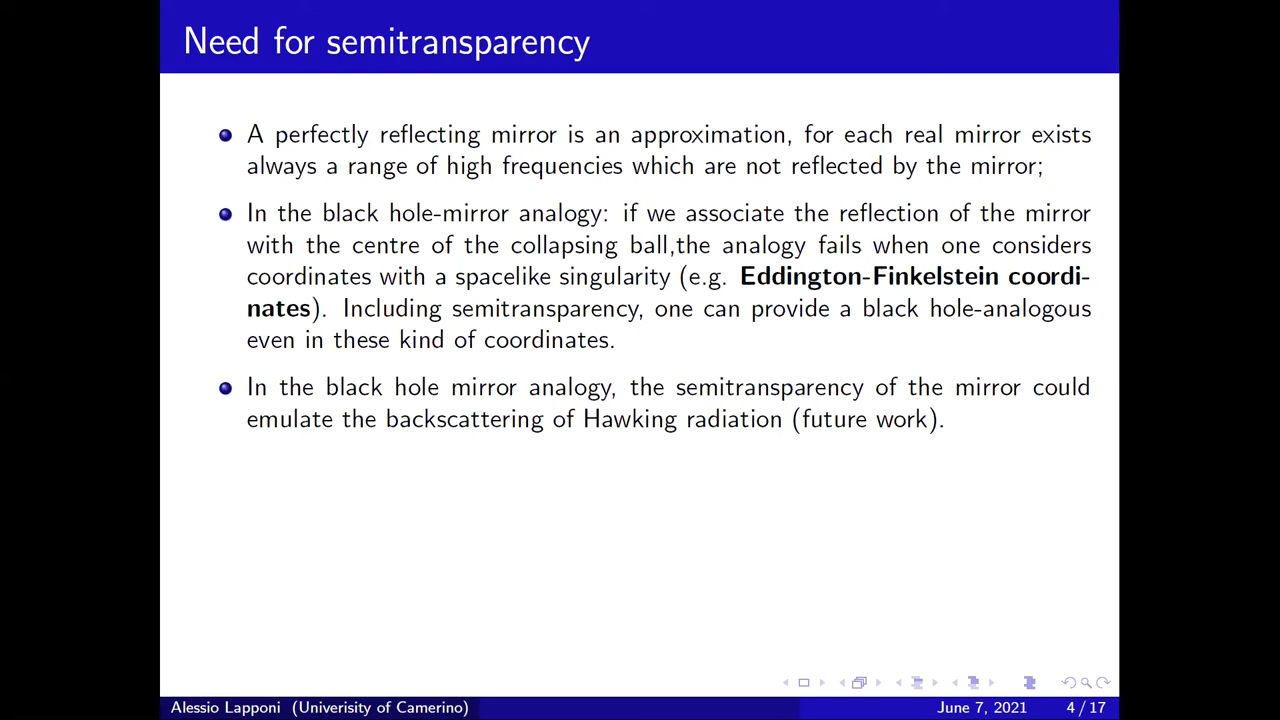 Need for semitransparency
A perfectly reflecting mirror is an approximation, for each real mirror exists
always a range of high frequencies which are not reflected by the mirror;
In the black hole-mirror analogy: if we associate the reflection of the mirror
with the centre of the collapsing ball,the analogy fails when one considers
coordinates with a spacelike singularity (e.g. Eddington-Finkelstein coordi-
nates). Including semitransparency, one can provide a black hole-analogous
even in these kind of coordinates.
In the black hole mirror analogy, the semitransparency of the mirror could
emulate the backscattering of Hawking radiation (future work).
Alessio Lapponi (Univerisity of Camerino) June 7, 2021 4 / 17